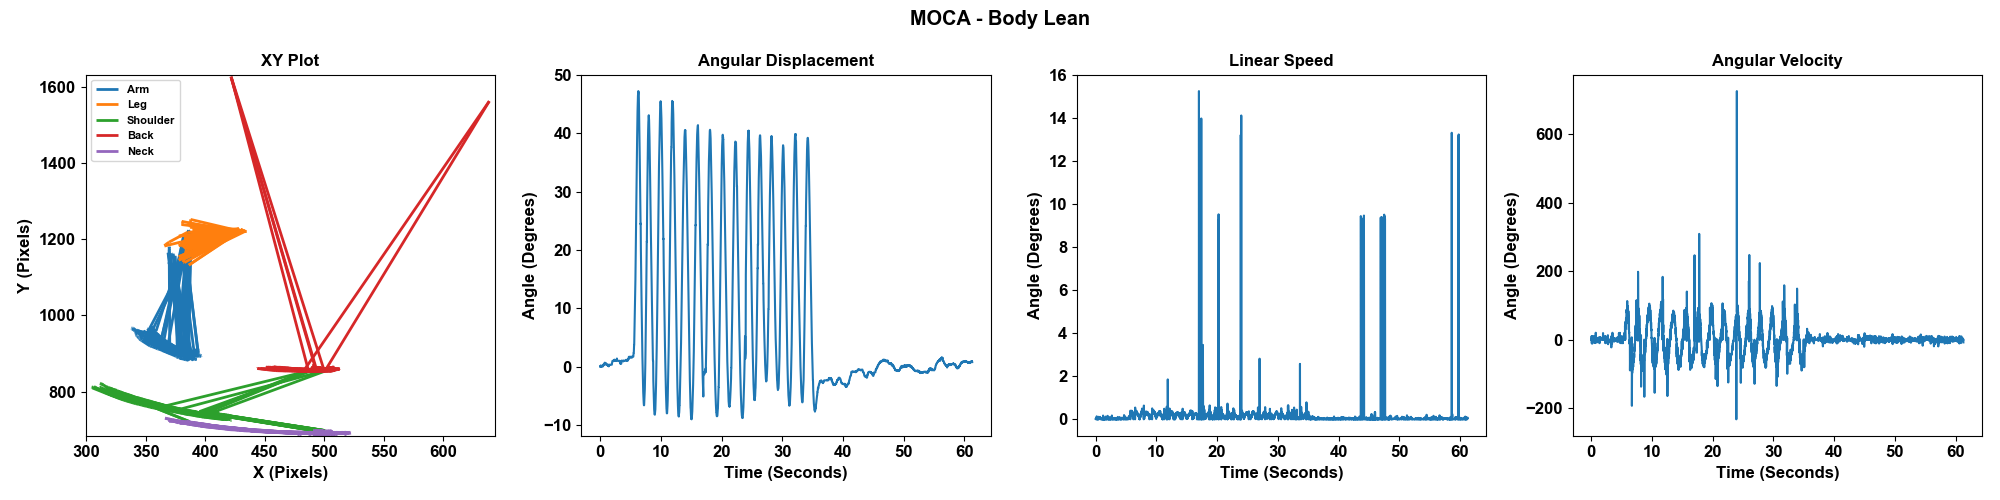 MOCA - Body Lean
XY Plot
Y (Pixels)
1600
1400
1200
1000
800
Arm
Leg
Shoulder
Back
Neck
300 350 400 450 500 550 600
X (Pixels)
Angular Displacement
Angle (Degrees)
50
40
30
20
10
0
−10
0 10 20 30 40 50 60
Time (Seconds)
Linear Speed
Angle (Degrees)
16
14
12
10
8
6
4
2
0
0 10 20 30 40 50 60
Time (Seconds)
Angular Velocity
Angle (Degrees)
600
400
200
0
−200
0 10 20 30 40 50 60
Time (Seconds)